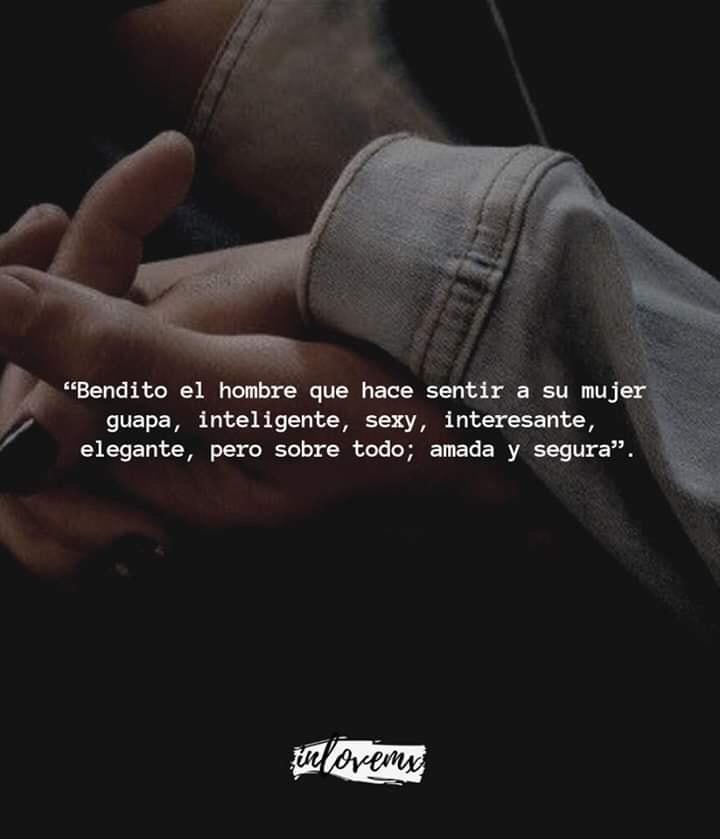 “Bendito el hombre que hace sentir a su mujer
guapa, inteligente, sexy, interesante,
elegante, pero sobre todo; amada y segura”.
inlovemx